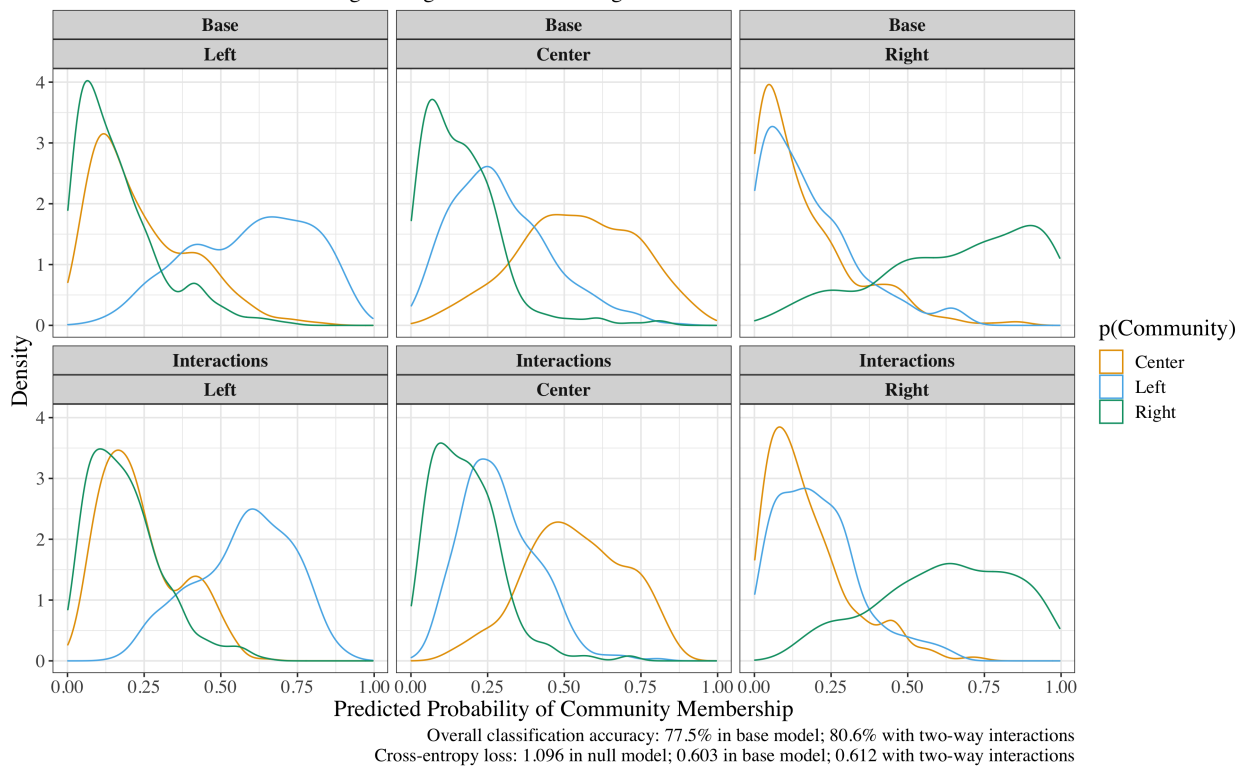 Base
Base
Base
Left
Center
Right
4
3
2
1
0
Density
Interactions
Interactions
Interactions
Left
Center
Right
4
3
2
1
0
0.00 0.25 0.50 0.75 1.00
0.00 0.25 0.50 0.75 1.00
0.00 0.25 0.50 0.75 1.00
Predicted Probability of Community Membership
p(Community)
Center
Left
Right
Overall classification accuracy: 77.5% in base model; 80.6% with two-way interactions
Cross-entropy loss: 1.096 in null model; 0.603 in base model; 0.612 with two-way interactions